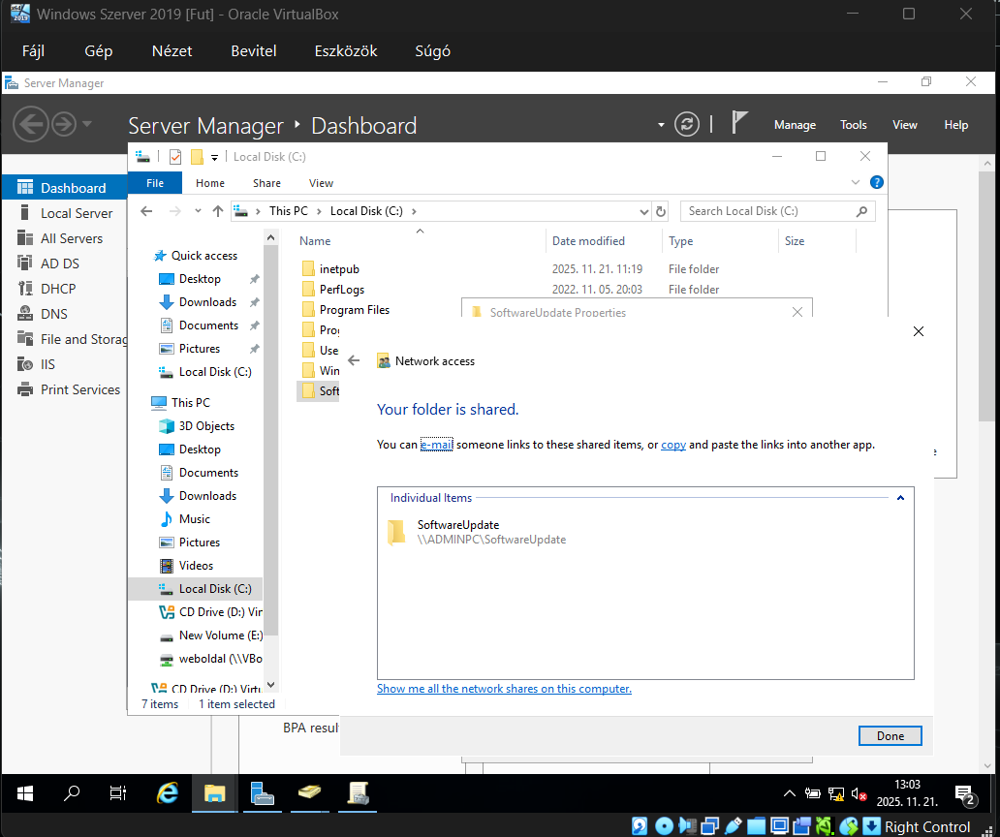 Windows Szerver 2019 [Fut] - Oracle VirtualBox
Fájl Gép Nézet Bevitel Eszközök Súgó
Server Manager
Server Manager Dashboard
Manage Tools View Help
Dashboard
Local Server
All Servers
AD DS
DHCP
DNS
File and Storag
IIS
Print Services
Local Disk (C:)
File Home Share View
This PC Local Disk (C:)
Search Local Disk (C:)
Quick access
Desktop
Downloads
Documents
Pictures
Local Disk (C:)
This PC
3D Objects
Desktop
Documents
Downloads
Music
Pictures
Videos
Local Disk (C:)
CD Drive (D:) Vir
New Volume (E:)
weboldal (\\VBo
CD Drive (D:) Virtu
Name Date modified Type Size
inetpub 2025. 11. 21. 11:19 File folder
PerfLogs 2022. 11. 05. 20:03 File folder
Program Files
Prog
Use
Win
Soft
7 items 1 item selected
SoftwareUpdate Properties
Network access
Your folder is shared.
You can e-mail someone links to these shared items, or copy and paste the links into another app.
Individual Items
SoftwareUpdate
\\ADMINPC\SoftwareUpdate
Show me all the network shares on this computer.
Done
BPA resul
13:03
2025. 11. 21.
2
Right Control